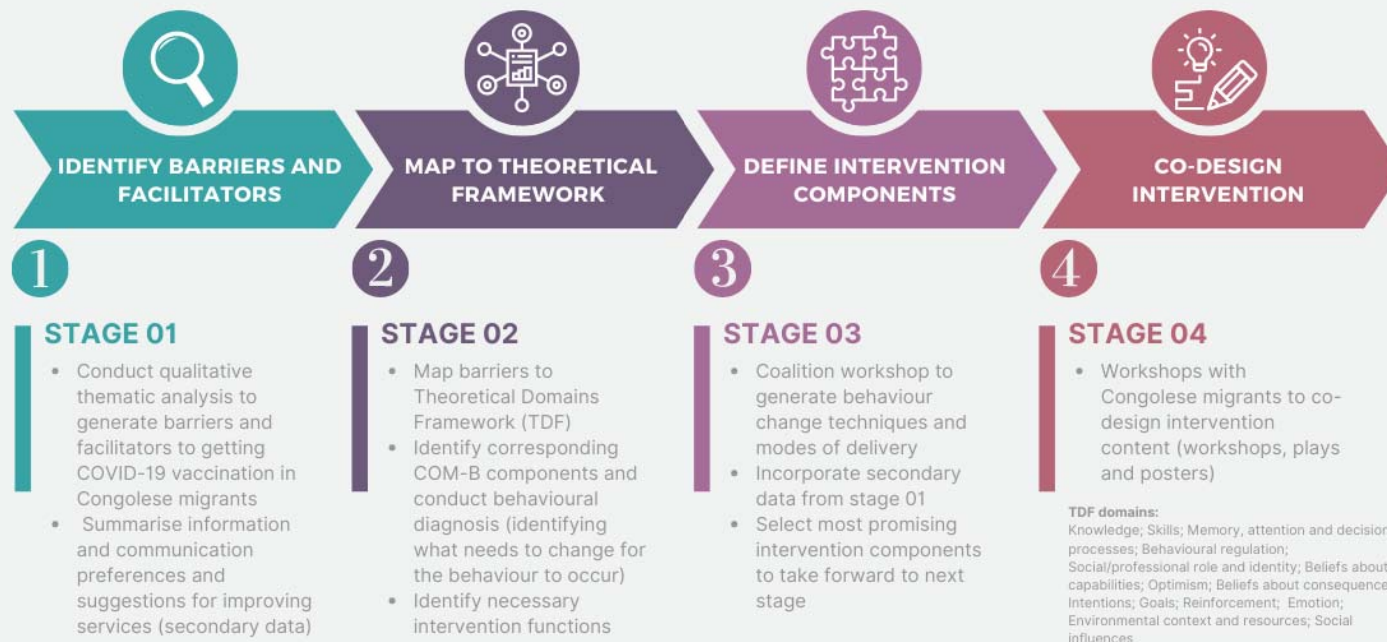 IDENTIFY BARRIERS AND
FACILITATORS
MAP TO THEORETICAL
FRAMEWORK
DEFINE INTERVENTION
COMPONENTS
CO-DESIGN
INTERVENTION
1
STAGE 01
• Conduct qualitative
thematic analysis to
generate barriers and
facilitators to getting
COVID-19 vaccination in
Congolese migrants
• Summarise information
and communication
preferences and
suggestions for improving
services (secondary data)
2
STAGE 02
• Map barriers to
Theoretical Domains
Framework (TDF)
• Identify corresponding
COM-B components and
conduct behavioural
diagnosis (identifying
what needs to change for
the behaviour to occur)
• Identify necessary
intervention functions
3
STAGE 03
• Coalition workshop to
generate behaviour
change techniques and
modes of delivery
• Incorporate secondary
data from stage 01
• Select most promising
intervention components
to take forward to next
stage
4
STAGE 04
• Workshops with
Congolese migrants to co-
design intervention
content (workshops, plays
and posters)
TDF domains:
Knowledge; Skills; Memory, attention and decision
processes; Behavioural regulation;
Social/professional role and identity; Beliefs about
capabilities; Optimism; Beliefs about consequence
Intentions; Goals; Reinforcement; Emotion;
Environmental context and resources; Social
influences